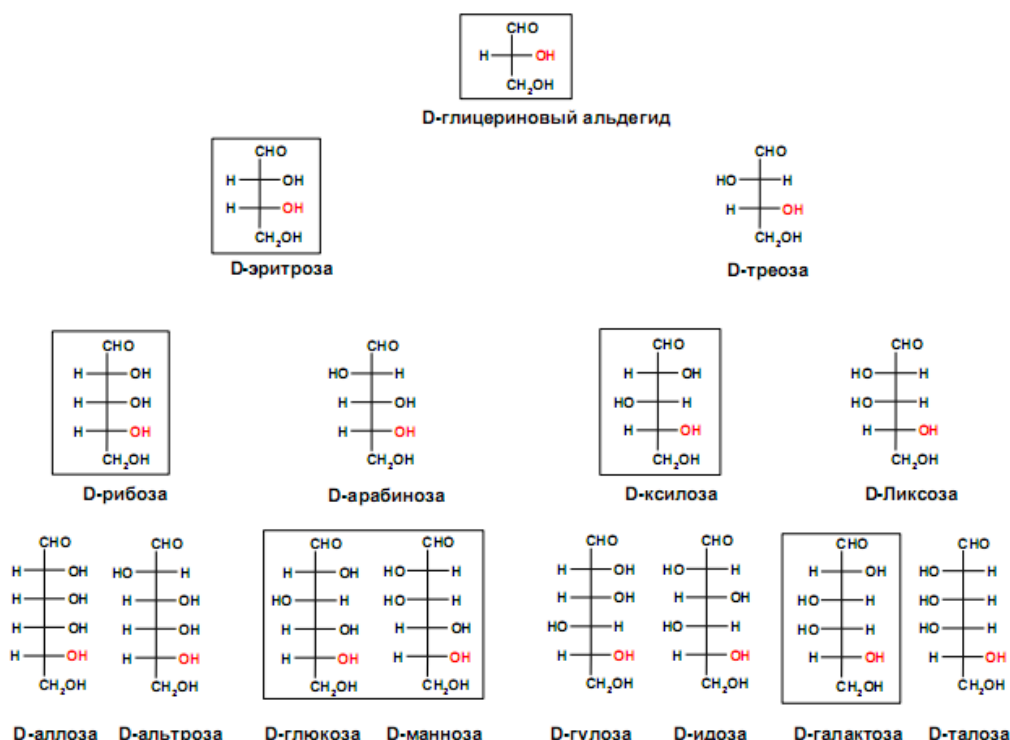 CHO
H OH
CH2OH
D-глицериновый альдегид
CHO CHO
H OH HO H
H OH H OH
CH2OH CH2OH
D-эритроза D-треоза
CHO CHO CHO CHO
H OH HO H H OH HO H
H OH H OH HO H HO H
H OH H OH H OH H OH
CH2OH CH2OH CH2OH CH2OH
D-рибоза D-арабиноза D-ксилоза D-Ликсоза
CHO CHO CHO CHO CHO CHO CHO CHO
H OH HO H H OH HO H H OH HO H H OH HO H
H OH H OH HO H HO H H OH H OH HO H HO H
H OH H OH H OH H OH HO H HO H HO H HO H
H OH H OH H OH H OH H OH H OH H OH H OH
CH2OH CH2OH CH2OH CH2OH CH2OH CH2OH CH2OH CH2OH
D-аллоза D-альтроза D-глюкоза D-манноза D-гулоза D-идоза D-галактоза D-талоза